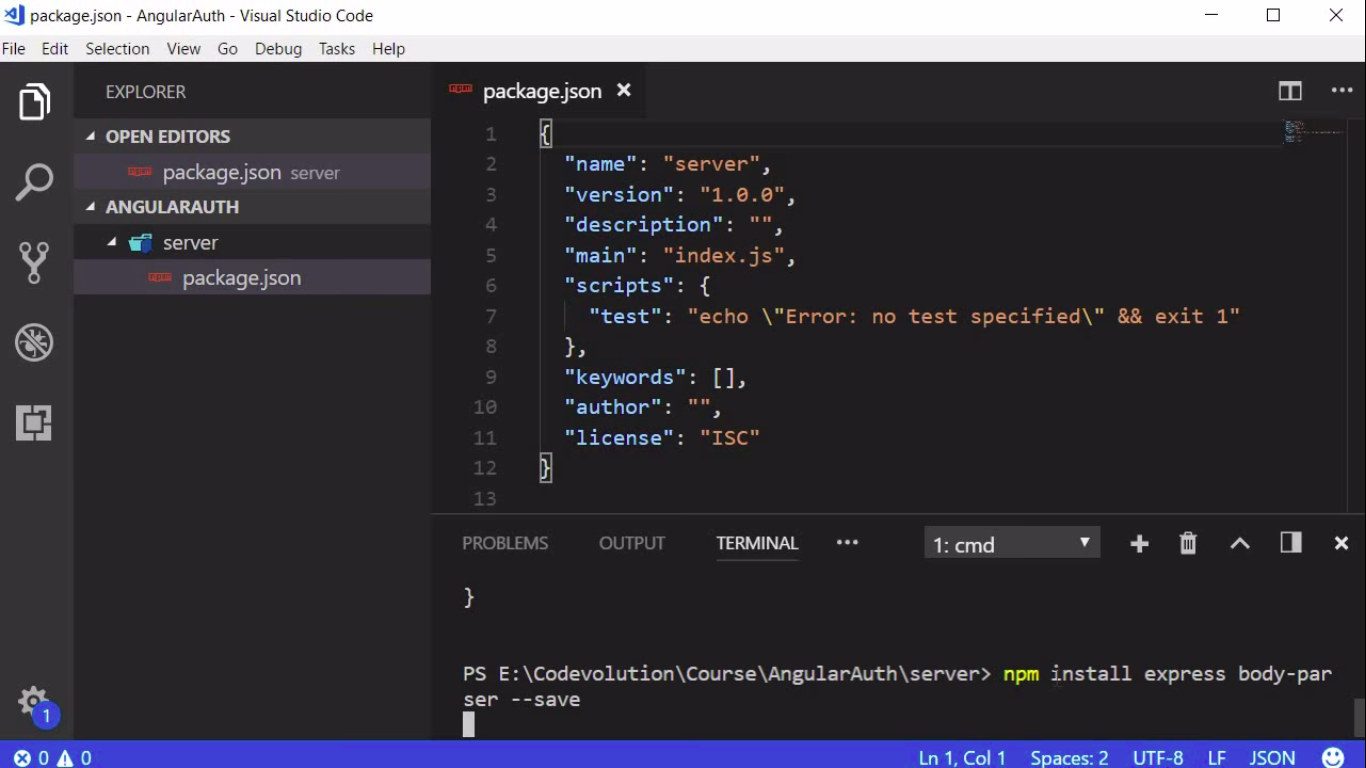 package.json - AngularAuth - Visual Studio Code
File Edit Selection View Go Debug Tasks Help
EXPLORER
OPEN EDITORS
package.json server
ANGULARAUTH
server
package.json
package.json
1 {
2 "name": "server",
3 "version": "1.0.0",
4 "description": "",
5 "main": "index.js",
6 "scripts": {
7 "test": "echo \"Error: no test specified\" && exit 1"
8 },
9 "keywords": [],
10 "author": "",
11 "license": "ISC"
12 }
13
PROBLEMS OUTPUT TERMINAL ••• 1: cmd
}
PS E:\Codevolution\Course\AngularAuth\server> npm install express body-par
ser --save
1
0 0 Ln 1, Col 1 Spaces: 2 UTF-8 LF JSON